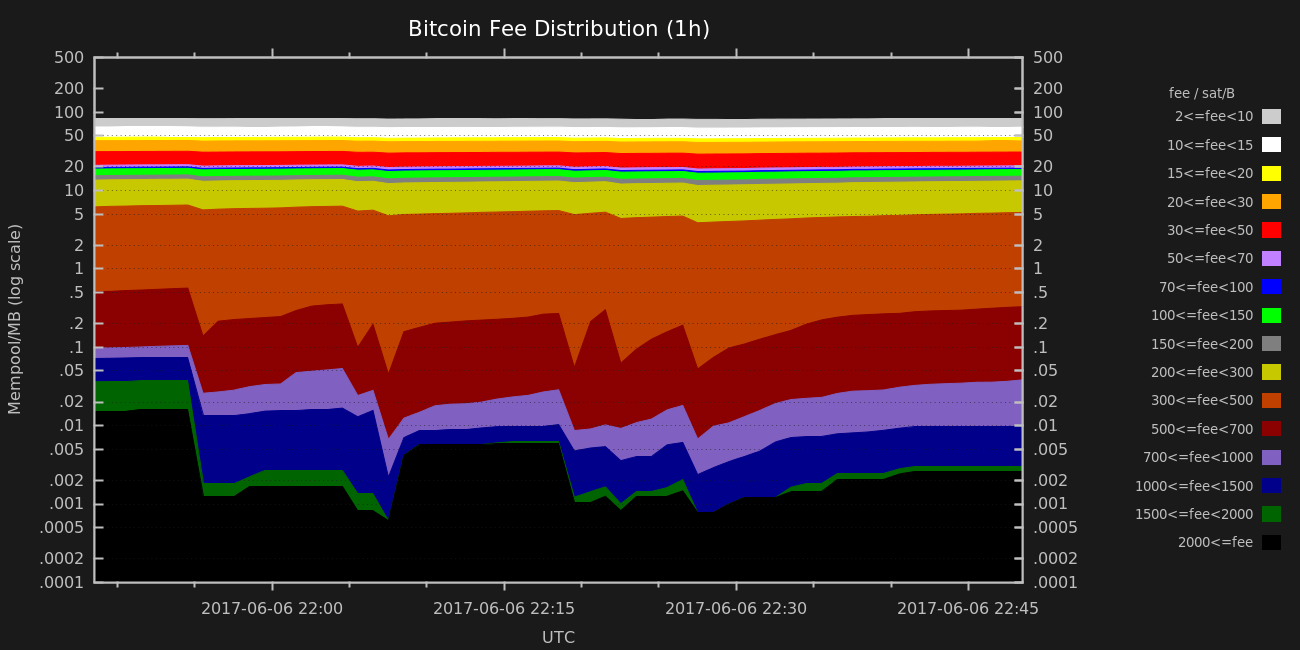 Bitcoin Fee Distribution (1h)
500 500
200 200
100 100
50 50
20 20
10 10
5 5
2 2
1 1
.5 .5
.2 .2
.1 .1
.05 .05
.02 .02
.01 .01
.005 .005
.002 .002
.001 .001
.0005 .0005
.0002 .0002
.0001 .0001
Mempool/MB (log scale)
2017-06-06 22:00 2017-06-06 22:15 2017-06-06 22:30 2017-06-06 22:45
UTC
fee / sat/B
2<=fee<10
10<=fee<15
15<=fee<20
20<=fee<30
30<=fee<50
50<=fee<70
70<=fee<100
100<=fee<150
150<=fee<200
200<=fee<300
300<=fee<500
500<=fee<700
700<=fee<1000
1000<=fee<1500
1500<=fee<2000
2000<=fee